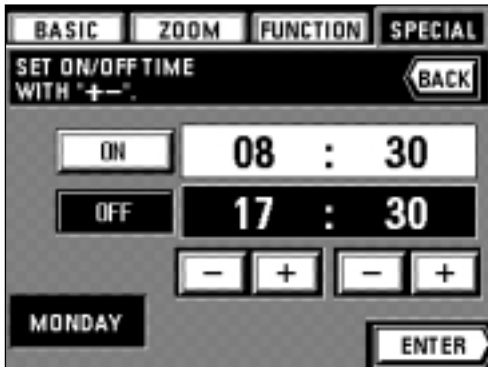 BASIC ZOOM FUNCTION SPECIAL
SET ON/OFF TIME
WITH "+-".
BACK
ON 08 : 30
OFF 17 : 30
- + - +
MONDAY
ENTER